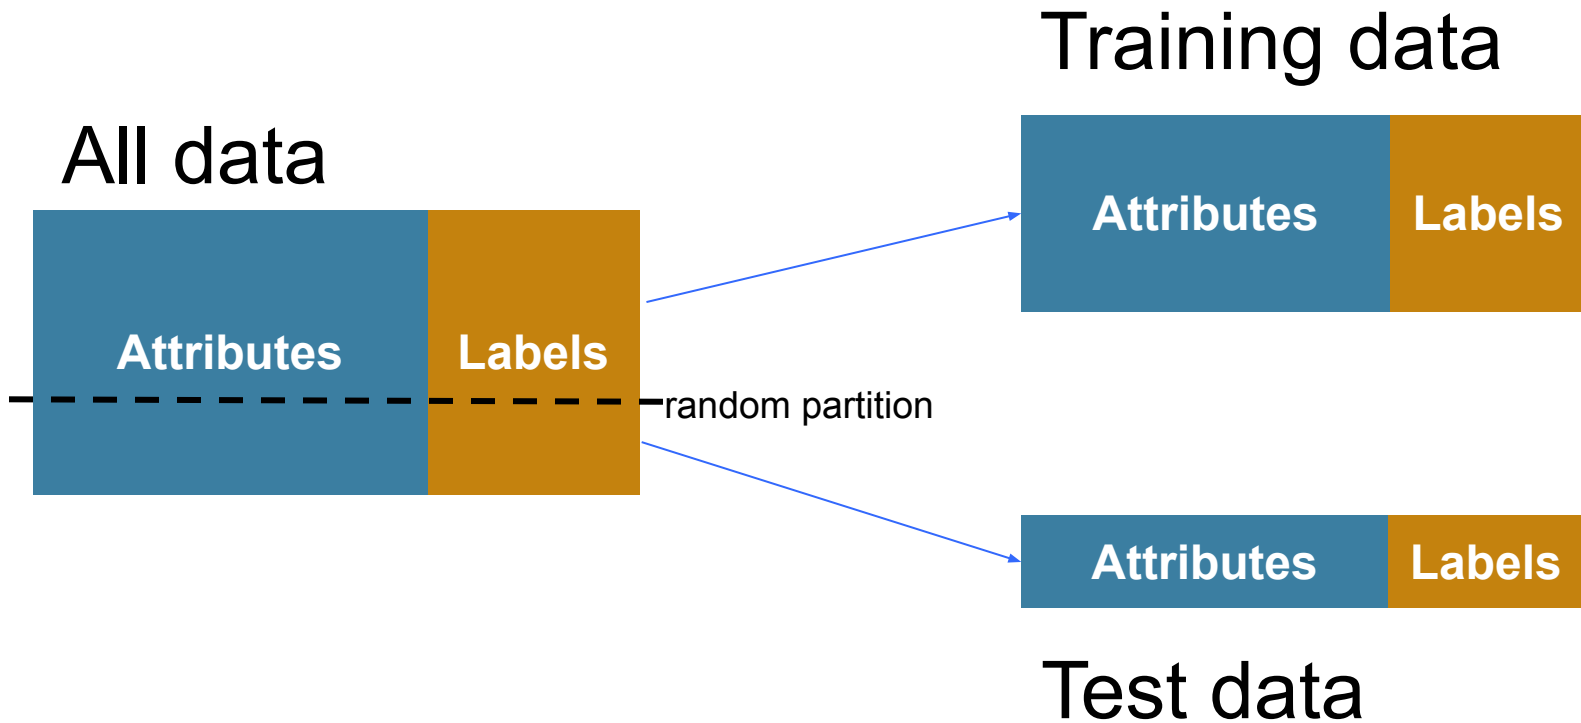 All data
Attributes Labels
random partition
Training data
Attributes Labels
Attributes Labels
Test data